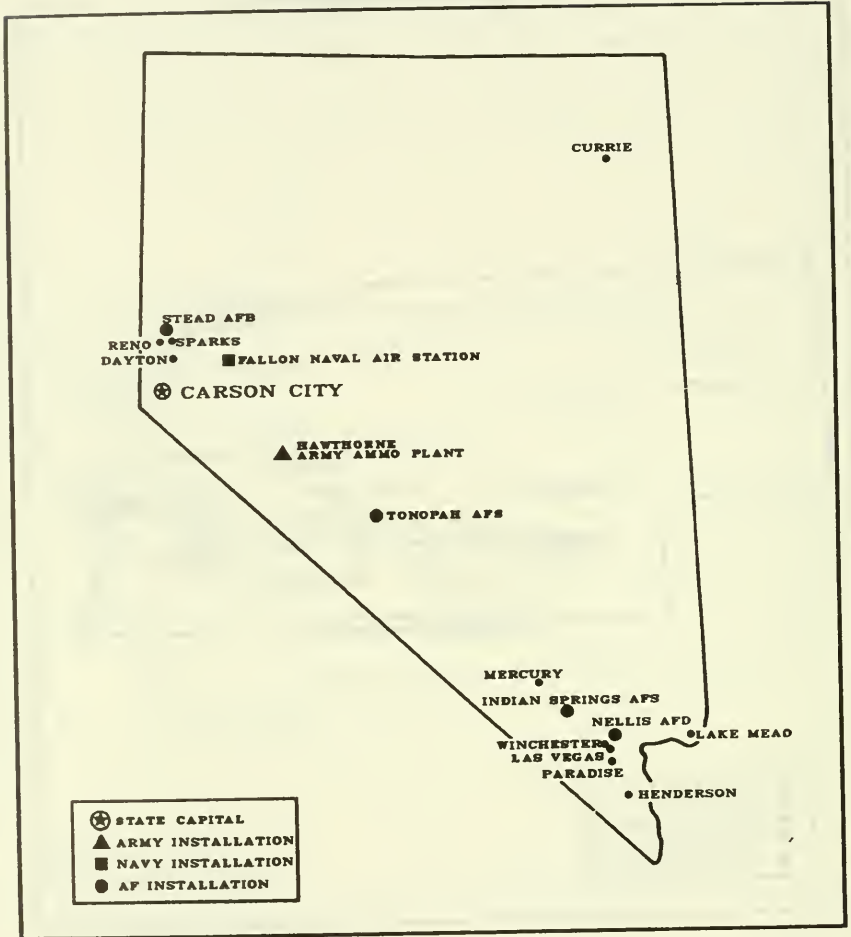 CURRIE
STEAD AFB
RENO SPARKS
DAYTON
FALLON NAVAL AIR STATION
CARSON CITY
HAWTHORNE
ARMY AMMO PLANT
TONOPAH AFS
MERCURY
INDIAN SPRINGS AFS
NELLIS AFD
LAKE MEAD
WINCHESTER
LAS VEGAS
PARADISE
HENDERSON
STATE CAPITAL
ARMY INSTALLATION
NAVY INSTALLATION
AF INSTALLATION